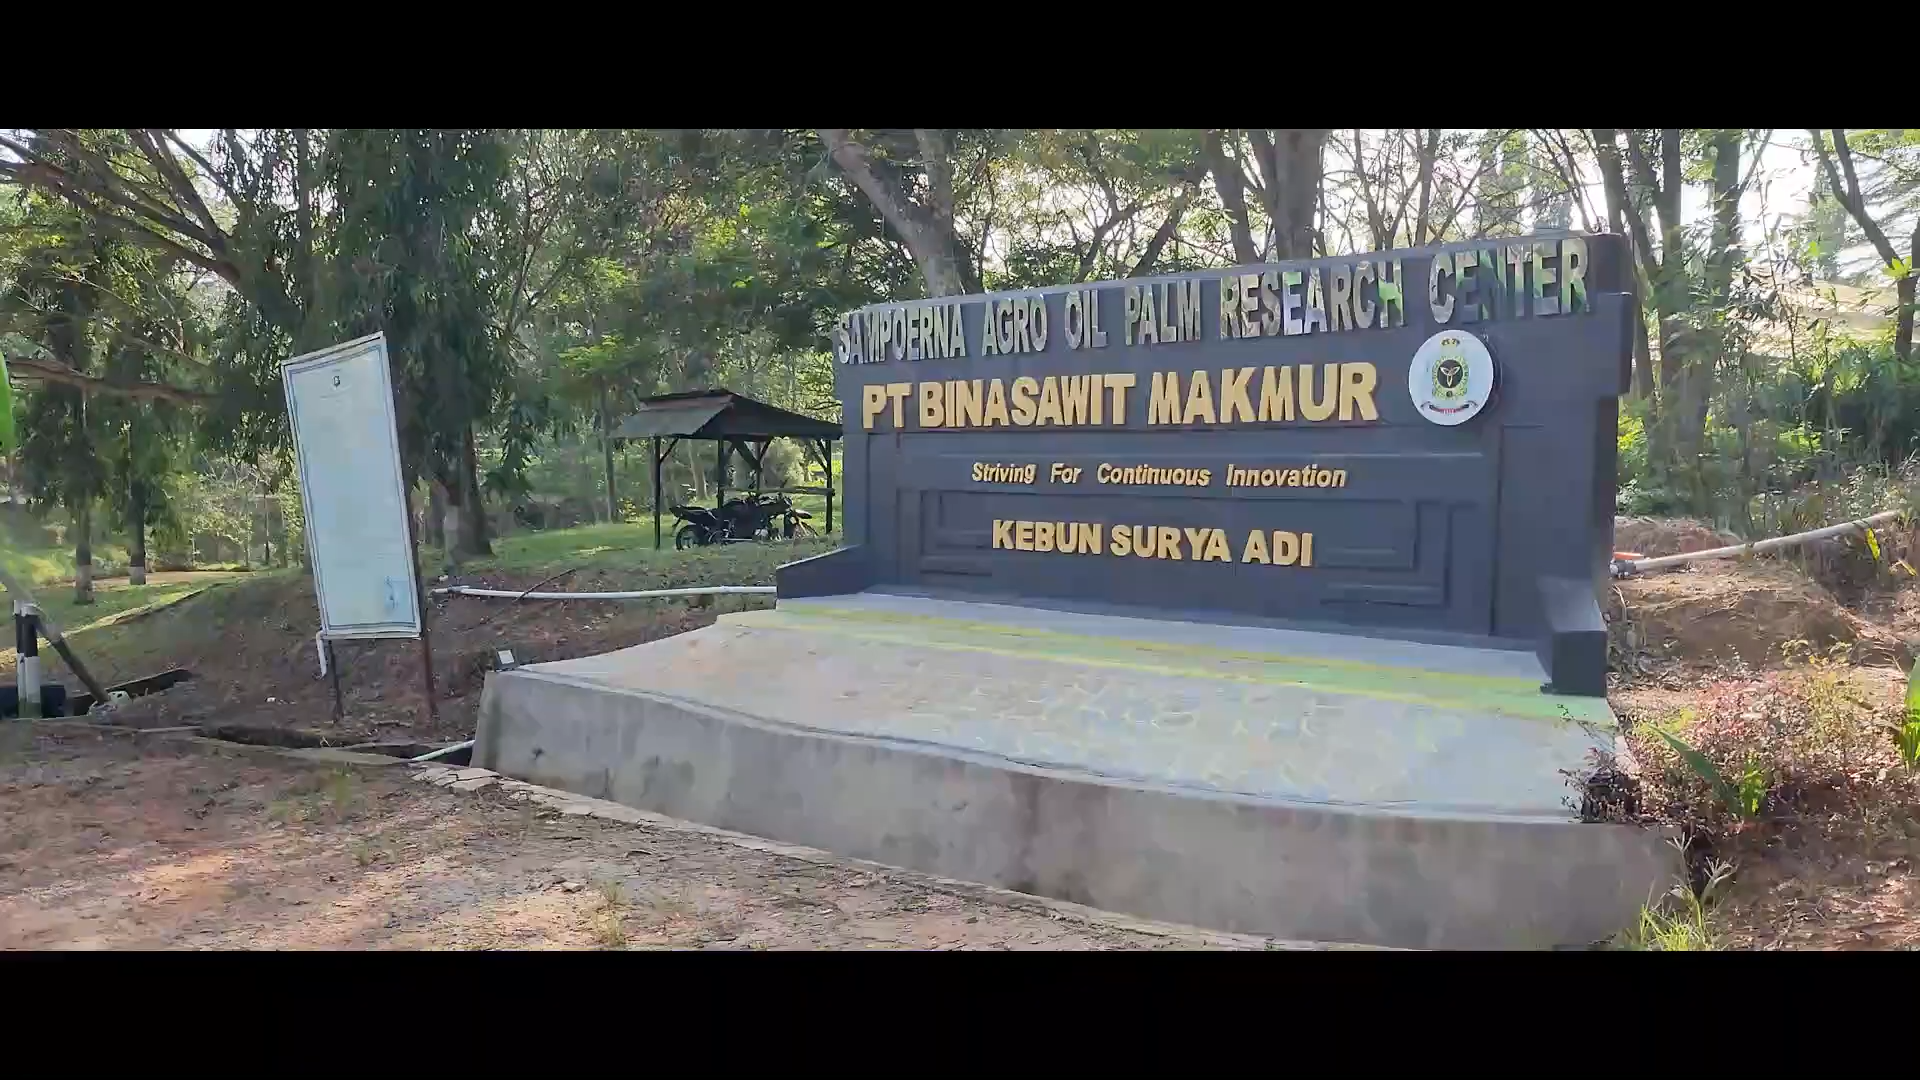 SAMPOERNA AGRO OIL PALM RESEARCH CENTER
PT BINASAWIT MAKMUR
Striving For Continuous Innovation
KEBUN SURYA ADI